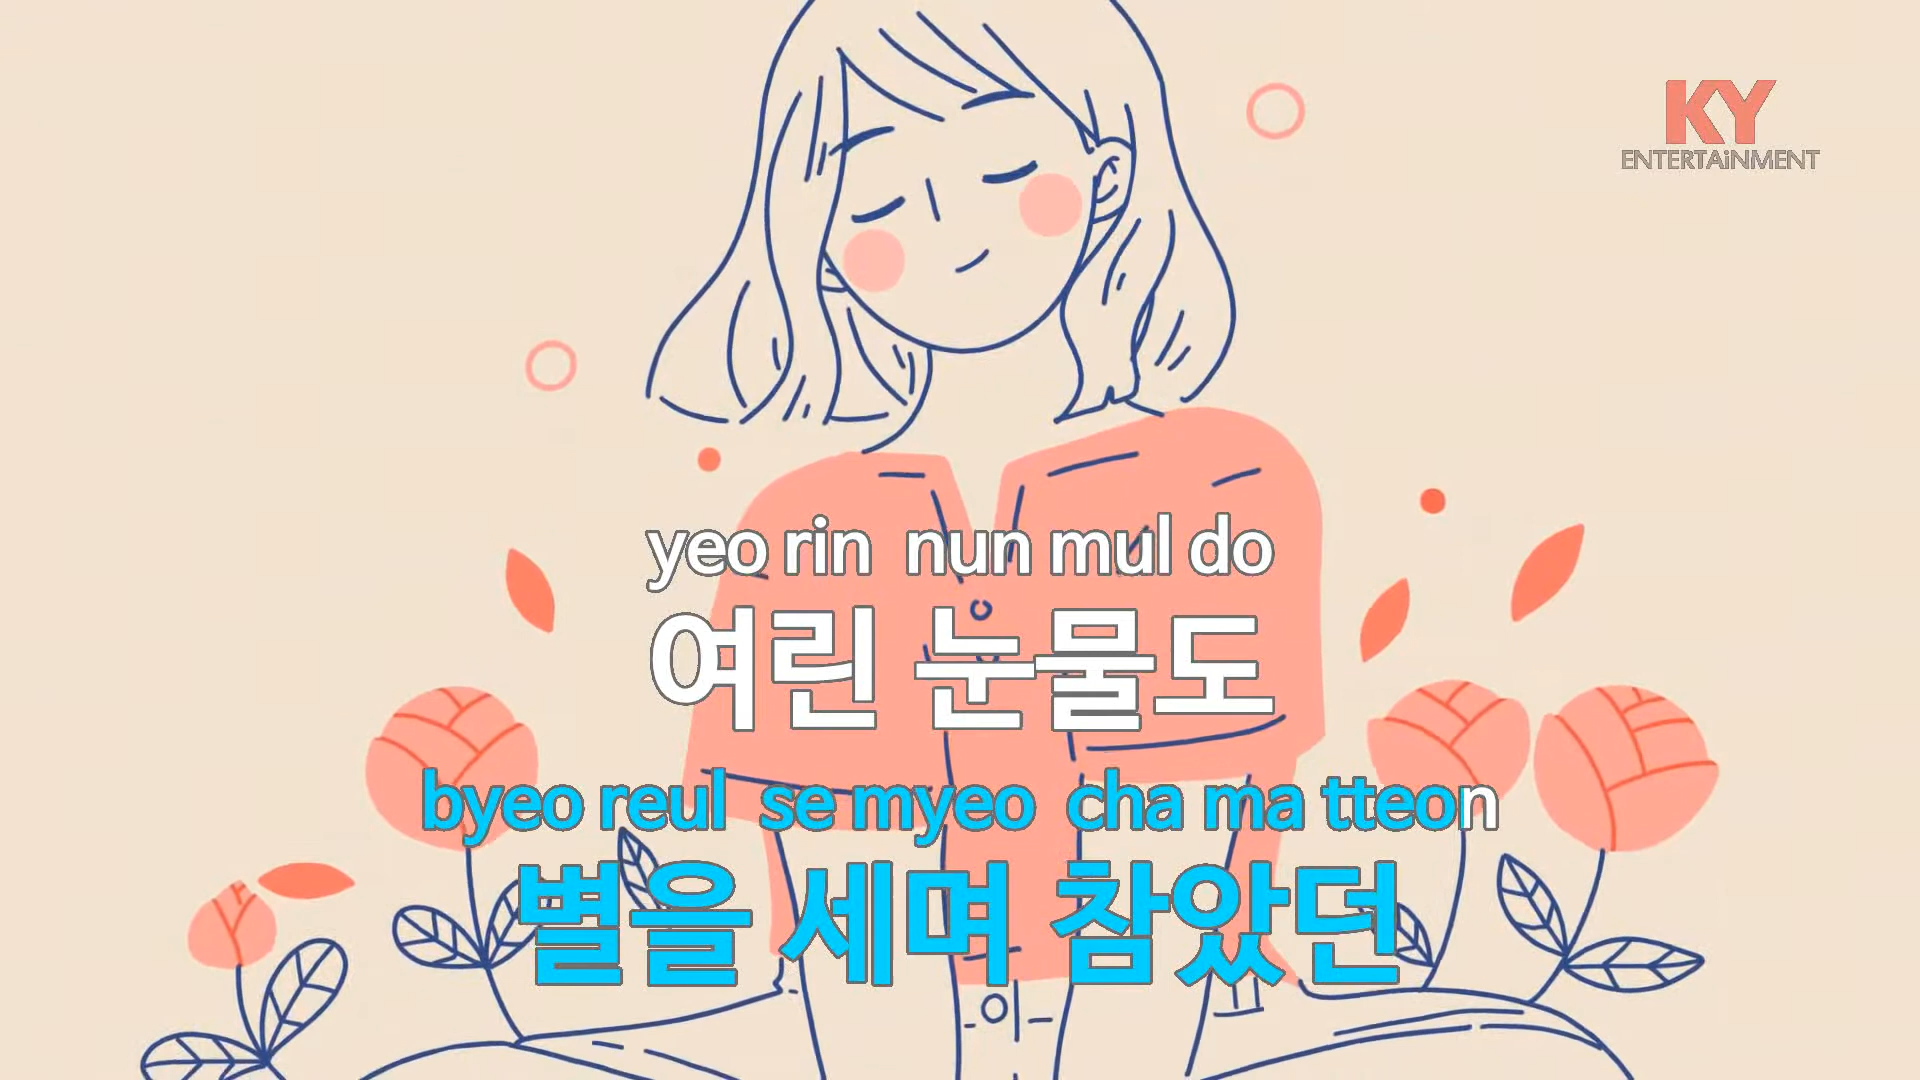 KY
ENTERTAiNMENT
yeo rin nun mul do
여린 눈물도
byeo reul se myeo cha ma tteon
별을 세며 참았던